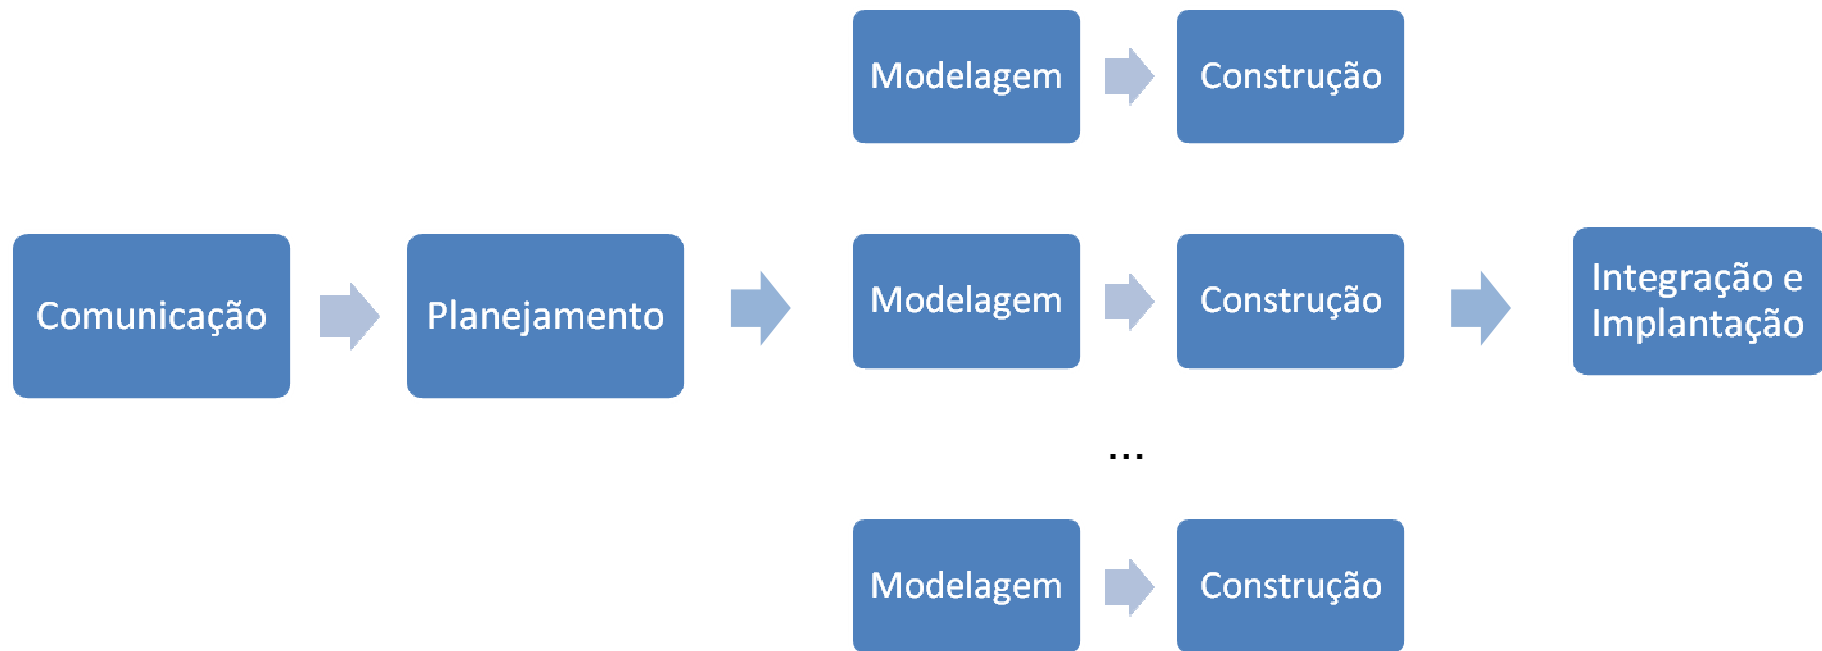 Modelagem
Construção
Comunicação
Planejamento
Modelagem
Construção
Integração e
Implantação
...
Modelagem
Construção